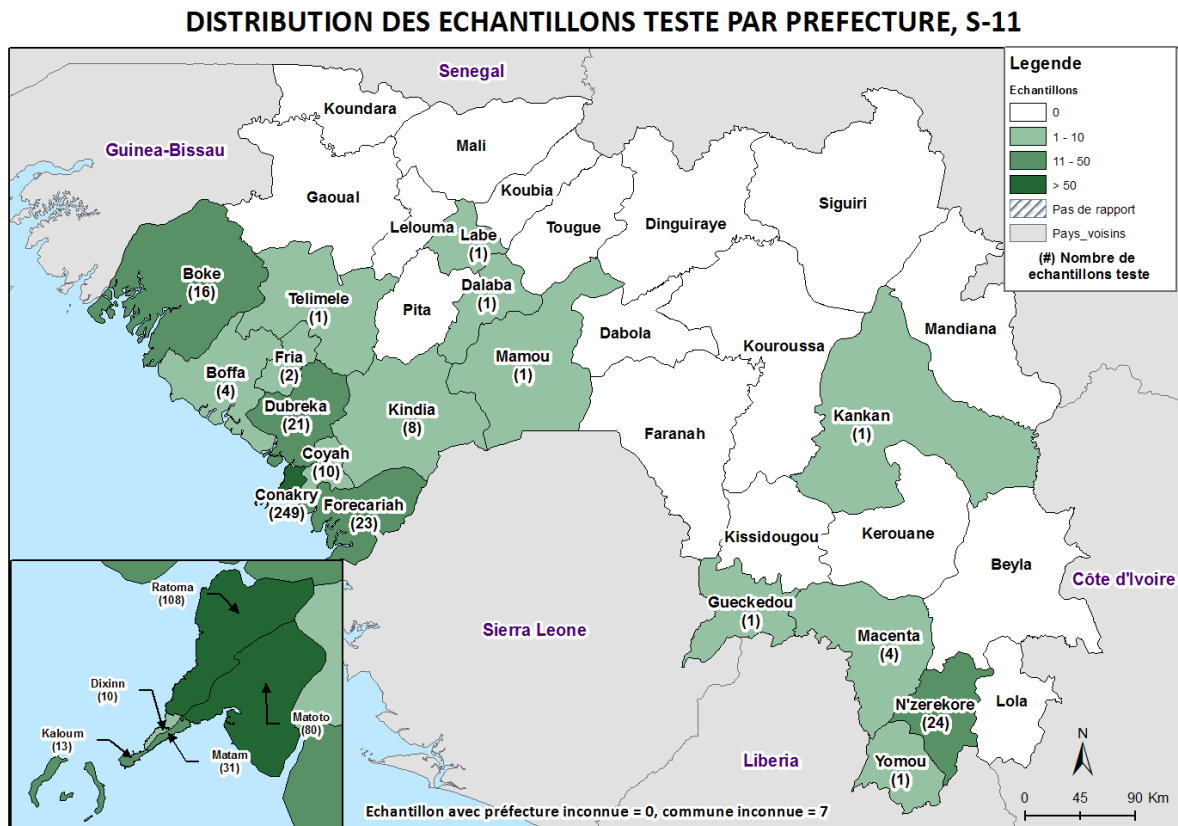 DISTRIBUTION DES ECHANTILLONS TESTE PAR PREFECTURE, S-11
Senegal
Guinea-Bissau
Koundara
Mali
Gaoual
Koubia
Lelouma
Labe
(1)
Tougue
Dinguiraye
Siguiri
Boke
(16)
Telimele
(1)
Pita
Dalaba
(1)
Dabola
Kouroussa
Mandiana
Fria
(2)
Boffa
(4)
Mamou
(1)
Dubreka
(21)
Kindia
(8)
Kankan
(1)
Faranah
Coyah
(10)
Conakry
(249)
Forecariah
(23)
Kissidougou
Kerouane
Beyla
Côte d'Ivoire
Gueckedou
(1)
Sierra Leone
Macenta
(4)
N'zerekore
(24)
Lola
Liberia
Yomou
(1)
Legende
Echantillons
0
1 - 10
11 - 50
> 50
Pas de rapport
Pays_voisins
(#) Nombre de
echantillons teste
Ratoma
(108)
Dixinn
(10)
Kaloum
(13)
Matoto
(80)
Matam
(31)
Echantillon avec préfecture inconnue = 0, commune inconnue = 7
N
0 45 90 Km